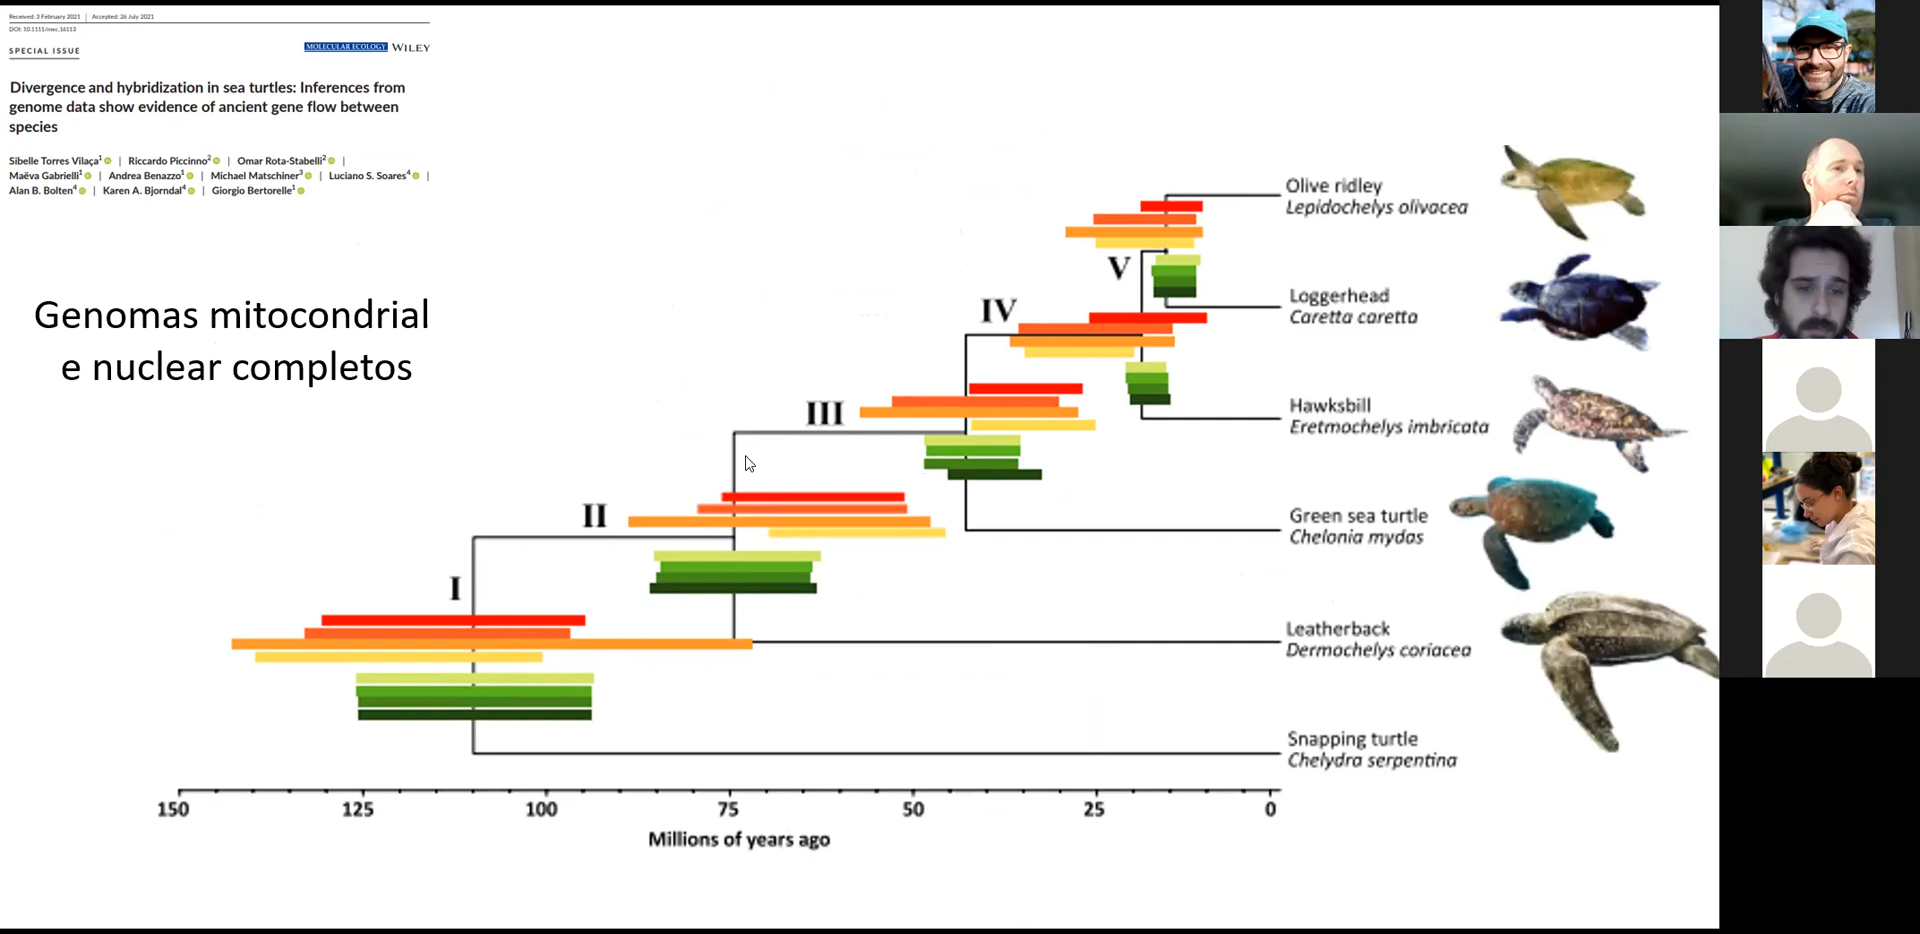 Received: 3 February 2021 | Accepted: 26 July 2021
DOI: 10.1111/mec.16113
SPECIAL ISSUE
MOLECULAR ECOLOGY WILEY
Divergence and hybridization in sea turtles: Inferences from
genome data show evidence of ancient gene flow between
species
Sibelle Torres Vilaça1 | Riccardo Piccinno2 | Omar Rota-Stabelli2 |
Maëva Gabrielli1 | Andrea Benazzo1 | Michael Matschiner3 | Luciano S. Soares4 |
Alan B. Bolten4 | Karen A. Bjorndal4 | Giorgio Bertorelle1
Genomas mitocondrial
e nuclear completos
Olive ridley
Lepidochelys olivacea
V
Loggerhead
Caretta caretta
IV
Hawksbill
Eretmochelys imbricata
III
Green sea turtle
Chelonia mydas
II
I
Leatherback
Dermochelys coriacea
Snapping turtle
Chelydra serpentina
150 125 100 75 50 25 0
Millions of years ago